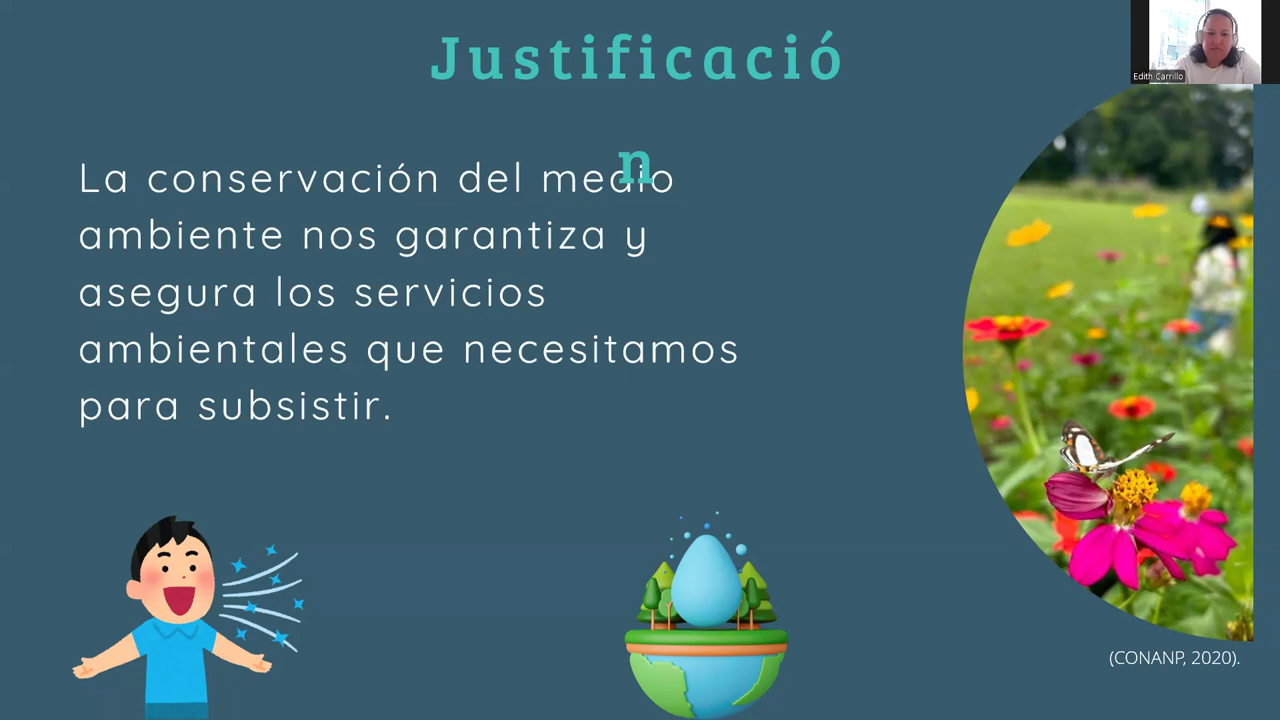 Justificació
n
La conservación del medio
ambiente nos garantiza y
asegura los servicios
ambientales que necesitamos
para subsistir.
(CONANP, 2020).
Edith Carrillo